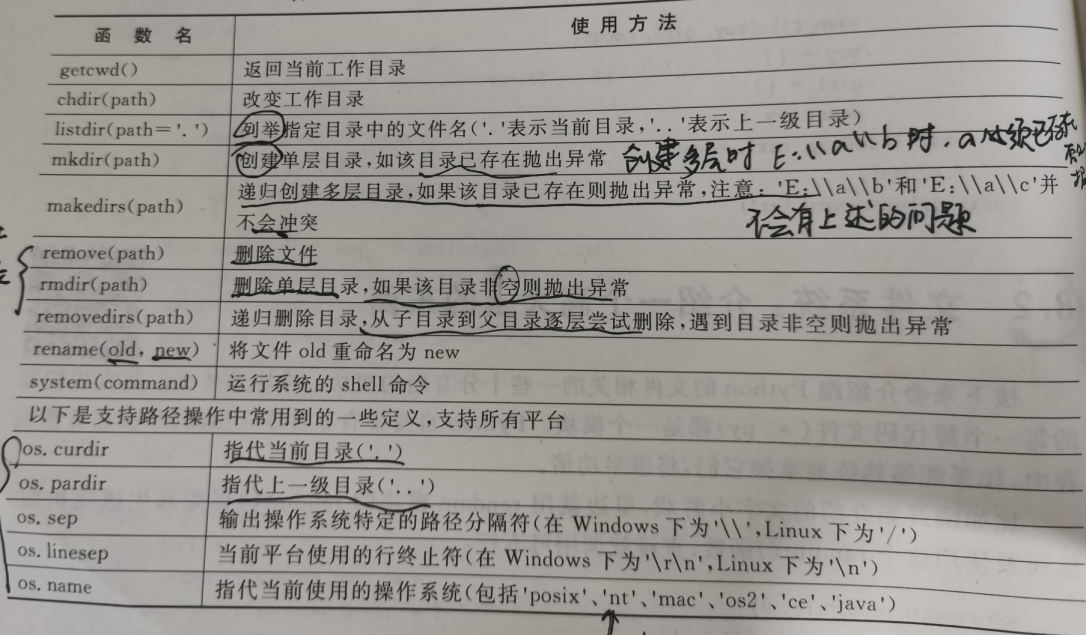 函数名 使用方法
getcwd() 返回当前工作目录
chdir(path) 改变工作目录
listdir(path='.') 列举指定目录中的文件名('.'表示当前目录,'..'表示上一级目录)
mkdir(path) 创建单层目录,如该目录已存在抛出异常 创建多层时 E:\\a\\b 时,a必须已存在
makedirs(path) 递归创建多层目录,如果该目录已存在则抛出异常,注意:'E:\\a\\b'和'E:\\a\\c'并
不会冲突 不会有上述的问题
remove(path) 删除文件
rmdir(path) 删除单层目录,如果该目录非空则抛出异常
removedirs(path) 递归删除目录,从子目录到父目录逐层尝试删除,遇到目录非空则抛出异常
rename(old, new) 将文件 old 重命名为 new
system(command) 运行系统的 shell 命令
以下是支持路径操作中常用到的一些定义,支持所有平台
os.curdir 指代当前目录('.')
os.pardir 指代上一级目录('..')
os.sep 输出操作系统特定的路径分隔符(在 Windows 下为'\\',Linux 下为'/')
os.linesep 当前平台使用的行终止符(在 Windows 下为'\r\n',Linux 下为'\n')
os.name 指代当前使用的操作系统(包括'posix'、'nt'、'mac'、'os2'、'ce'、'java')